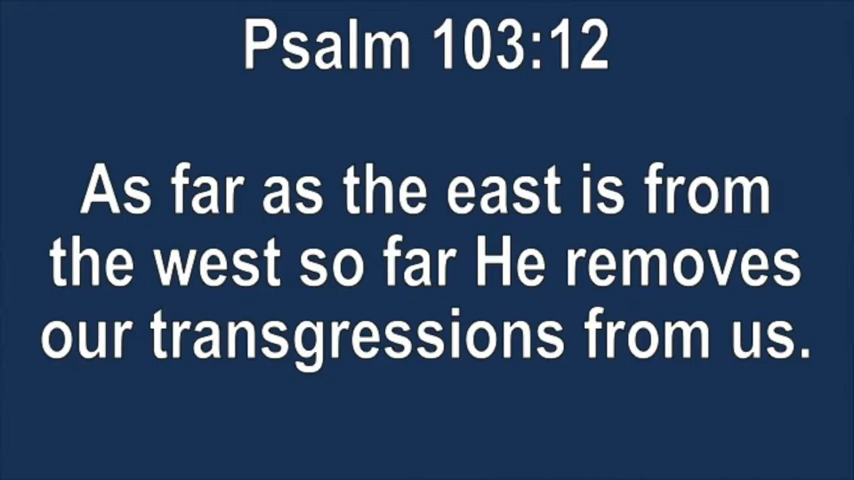 Psalm 103:12
As far as the east is from
the west so far He removes
our transgressions from us.